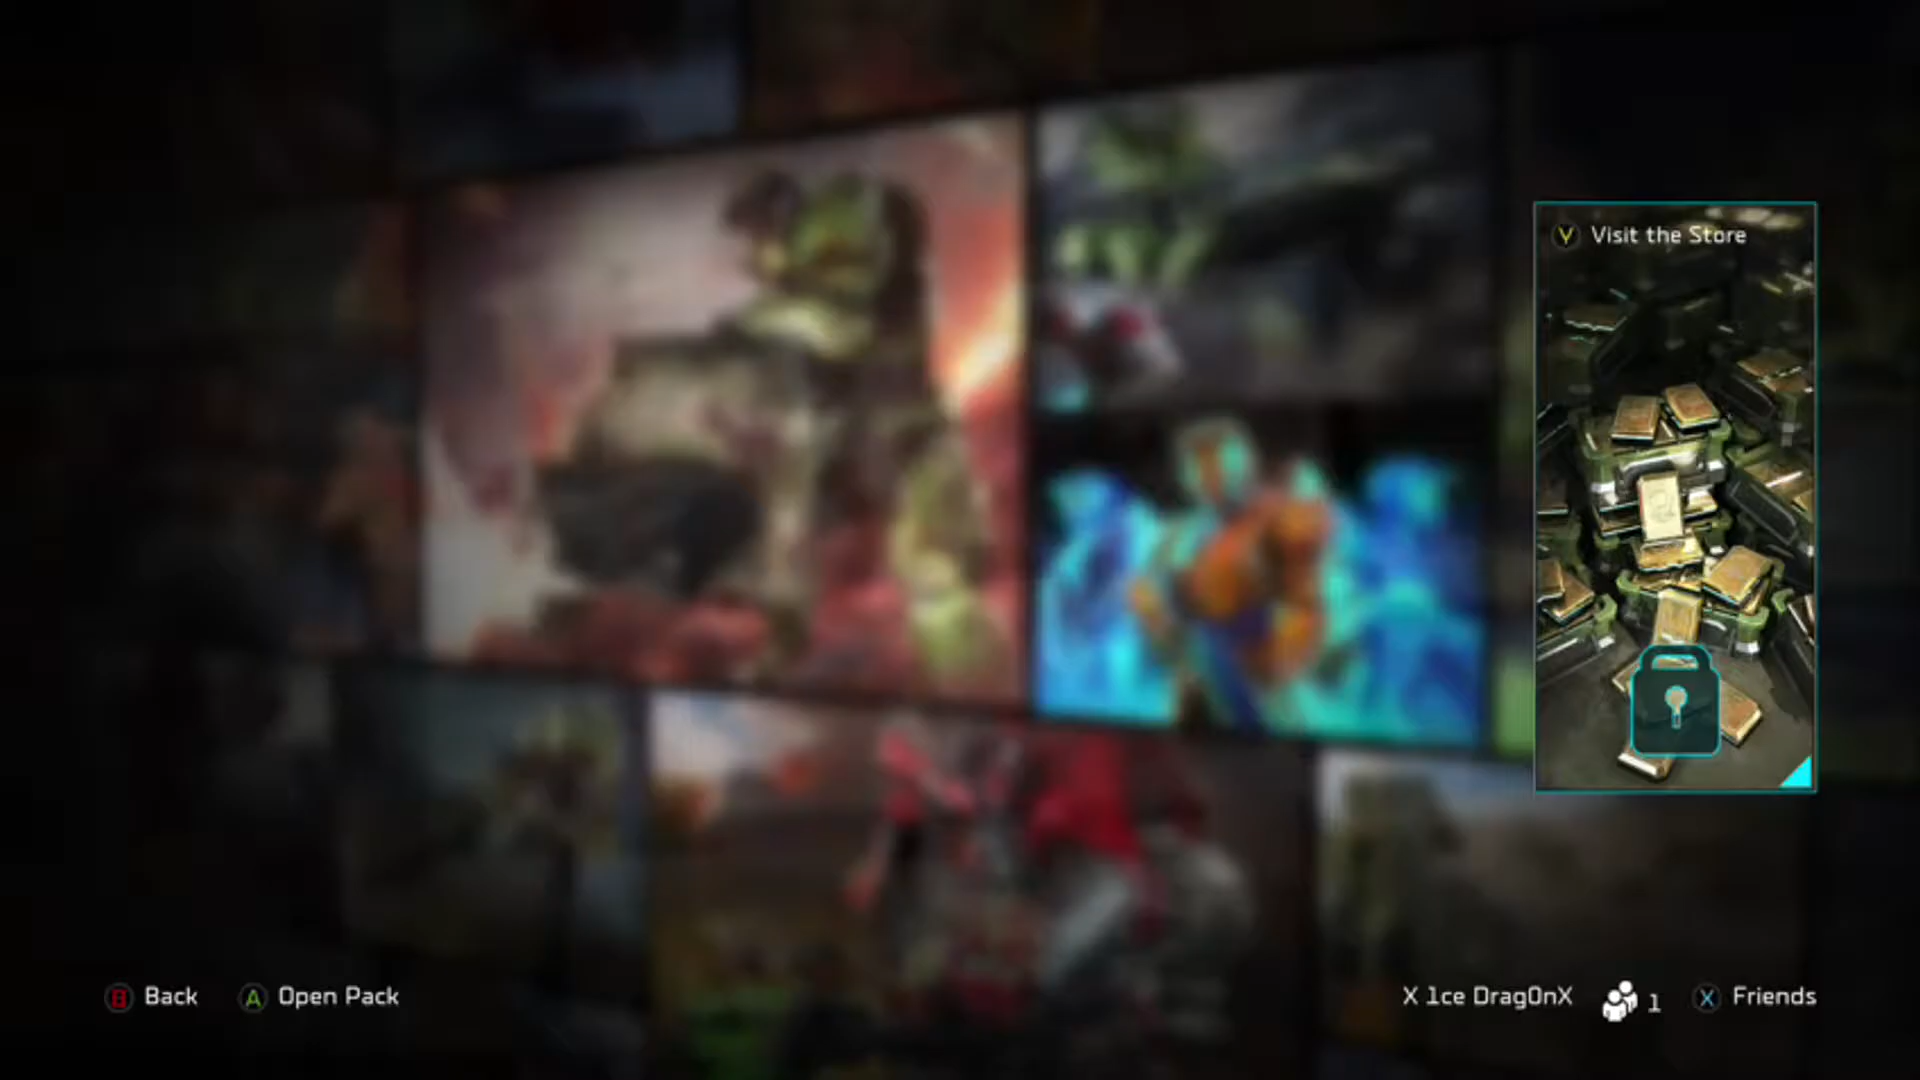 Y Visit the Store
B Back
A Open Pack
X 1ce Drag0nX
1
X Friends